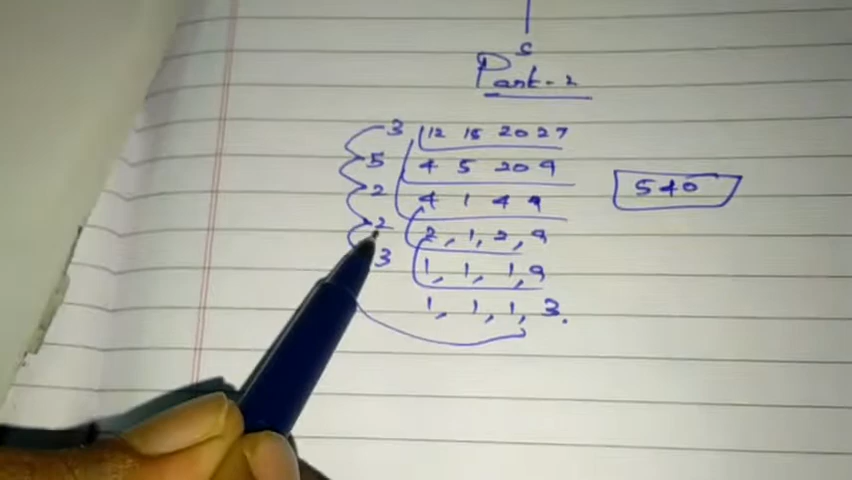 c
Part-2
3 12 15 20 27
5 4 5 20 9
2 4 1 4 9
2 2, 1, 2, 9
3 1, 1, 1, 9
1, 1, 1, 3.
540